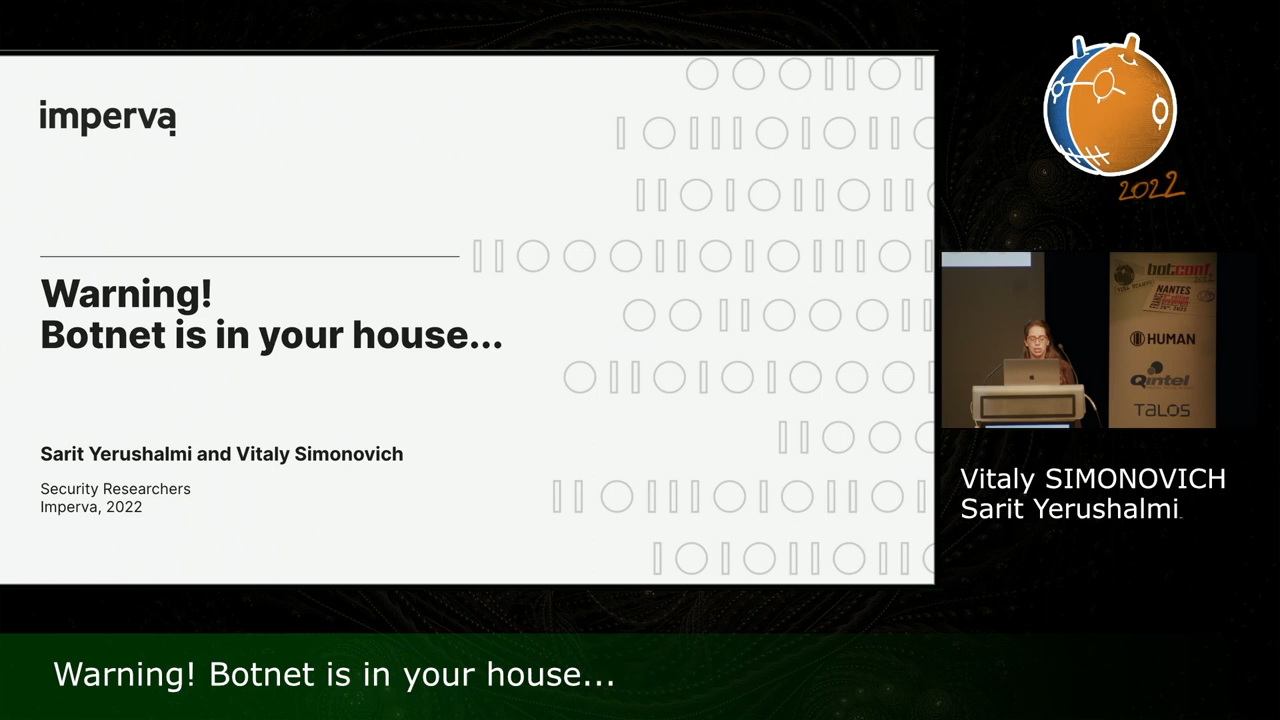 imperva
Warning!
Botnet is in your house...
Sarit Yerushalmi and Vitaly Simonovich
Security Researchers
Imperva, 2022
2022
botconf
NANTES
HUMAN
Qintel
TALOS
Vitaly SIMONOVICH
Sarit Yerushalmi
Warning! Botnet is in your house...